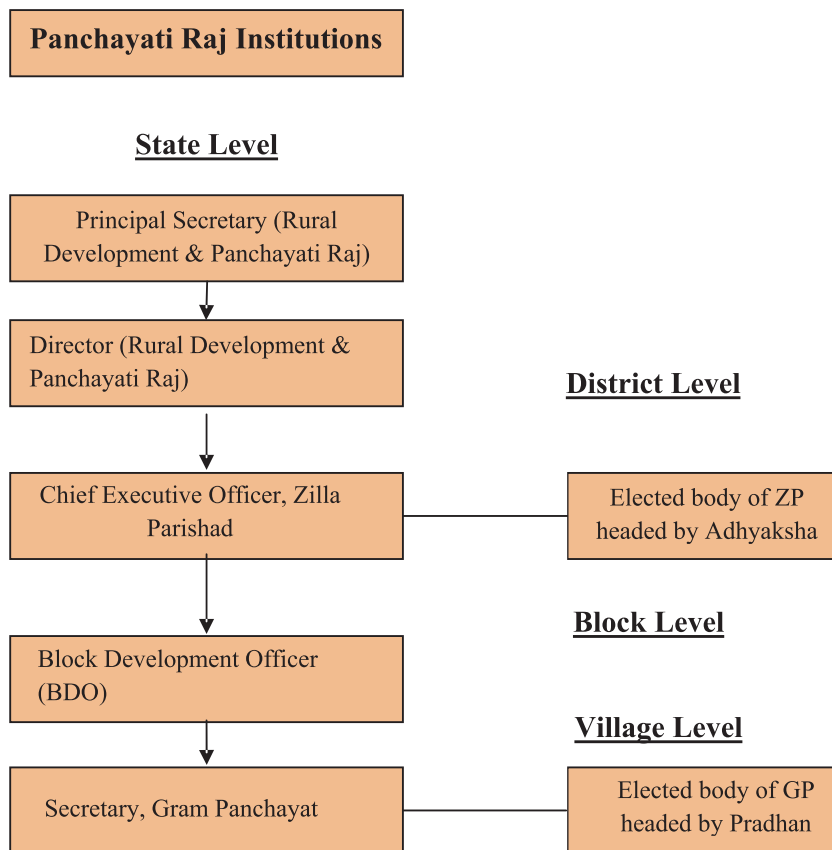 Panchayati Raj Institutions
State Level
Principal Secretary (Rural
Development & Panchayati Raj)
Director (Rural Development &
Panchayati Raj)
District Level
Chief Executive Officer, Zilla
Parishad
Elected body of ZP
headed by Adhyaksha
Block Level
Block Development Officer
(BDO)
Village Level
Secretary, Gram Panchayat
Elected body of GP
headed by Pradhan